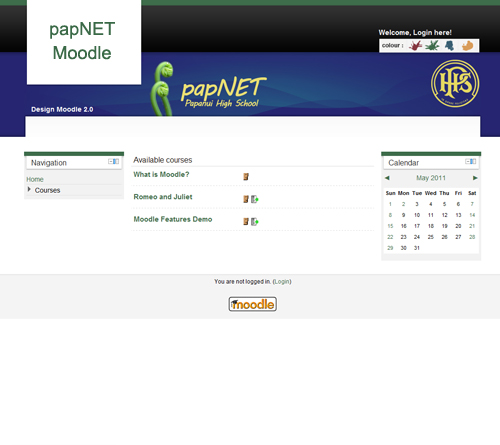 papNET
Moodle
Welcome, Login here!
colour :
papNET
Papanui High School
PHS
Design Moodle 2.0
Navigation
Home
Courses
Available courses
What is Moodle?
Romeo and Juliet
Moodle Features Demo
Calendar
◀ May 2011 ▶
Sun Mon Tue Wed Thu Fri Sat
1 2 3 4 5 6 7
8 9 10 11 12 13 14
15 16 17 18 19 20 21
22 23 24 25 26 27 28
29 30 31
You are not logged in. (Login)
moodle